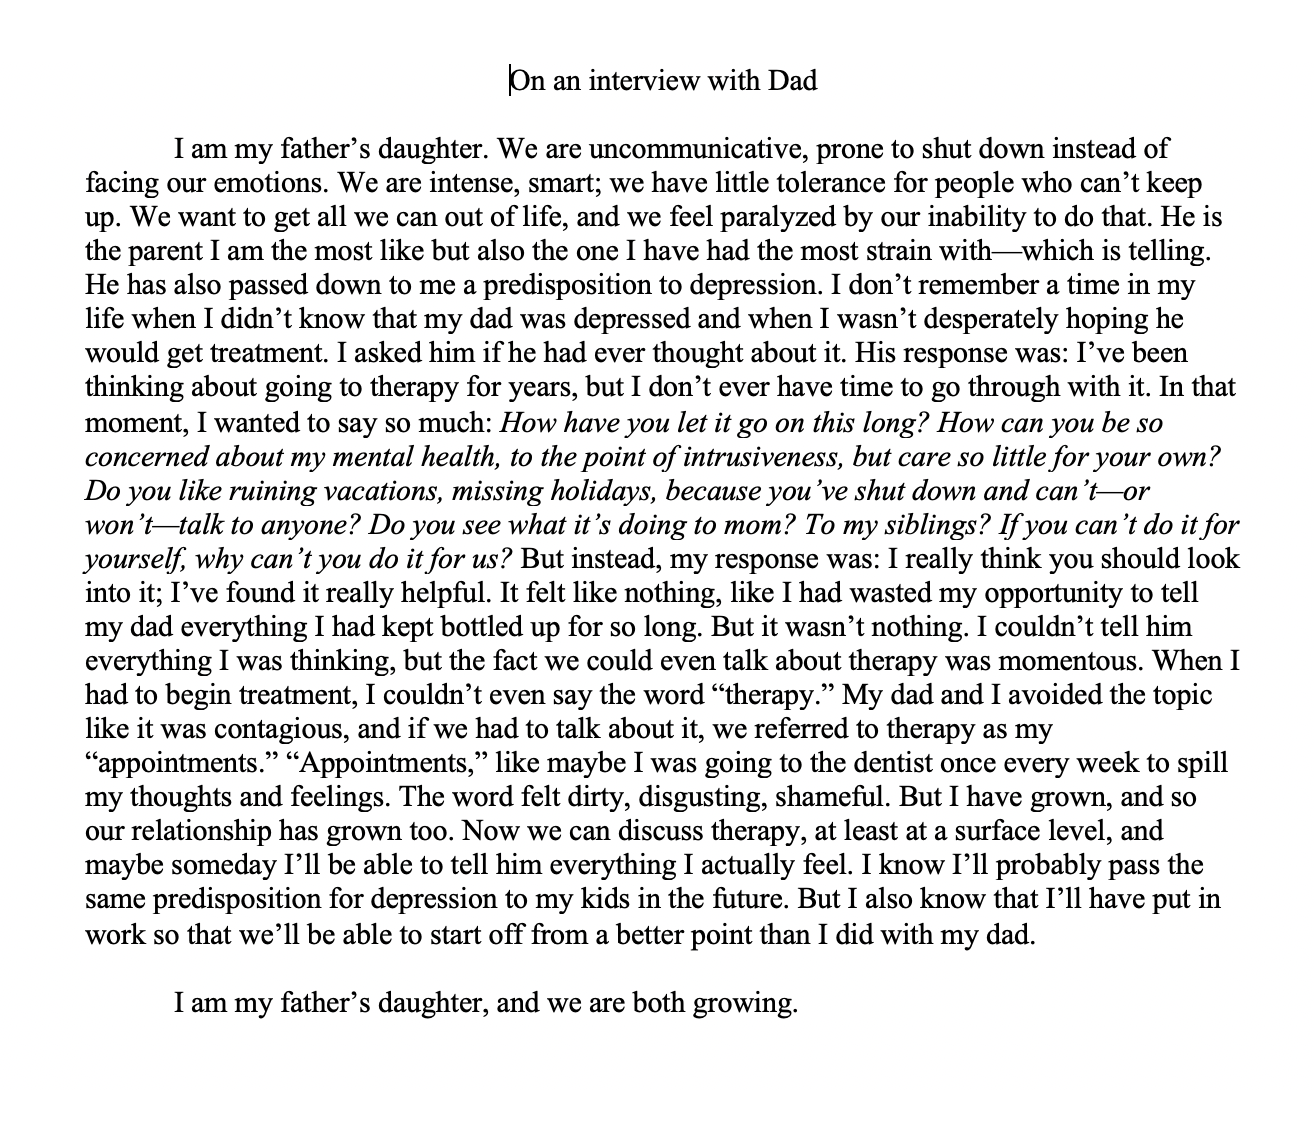 On an interview with Dad
I am my father’s daughter. We are uncommunicative, prone to shut down instead of
facing our emotions. We are intense, smart; we have little tolerance for people who can’t keep
up. We want to get all we can out of life, and we feel paralyzed by our inability to do that. He is
the parent I am the most like but also the one I have had the most strain with—which is telling.
He has also passed down to me a predisposition to depression. I don’t remember a time in my
life when I didn’t know that my dad was depressed and when I wasn’t desperately hoping he
would get treatment. I asked him if he had ever thought about it. His response was: I’ve been
thinking about going to therapy for years, but I don’t ever have time to go through with it. In that
moment, I wanted to say so much: How have you let it go on this long? How can you be so
concerned about my mental health, to the point of intrusiveness, but care so little for your own?
Do you like ruining vacations, missing holidays, because you’ve shut down and can’t—or
won’t—talk to anyone? Do you see what it’s doing to mom? To my siblings? If you can’t do it for
yourself, why can’t you do it for us? But instead, my response was: I really think you should look
into it; I’ve found it really helpful. It felt like nothing, like I had wasted my opportunity to tell
my dad everything I had kept bottled up for so long. But it wasn’t nothing. I couldn’t tell him
everything I was thinking, but the fact we could even talk about therapy was momentous. When I
had to begin treatment, I couldn’t even say the word “therapy.” My dad and I avoided the topic
like it was contagious, and if we had to talk about it, we referred to therapy as my
“appointments.” “Appointments,” like maybe I was going to the dentist once every week to spill
my thoughts and feelings. The word felt dirty, disgusting, shameful. But I have grown, and so
our relationship has grown too. Now we can discuss therapy, at least at a surface level, and
maybe someday I’ll be able to tell him everything I actually feel. I know I’ll probably pass the
same predisposition for depression to my kids in the future. But I also know that I’ll have put in
work so that we’ll be able to start off from a better point than I did with my dad.
I am my father’s daughter, and we are both growing.